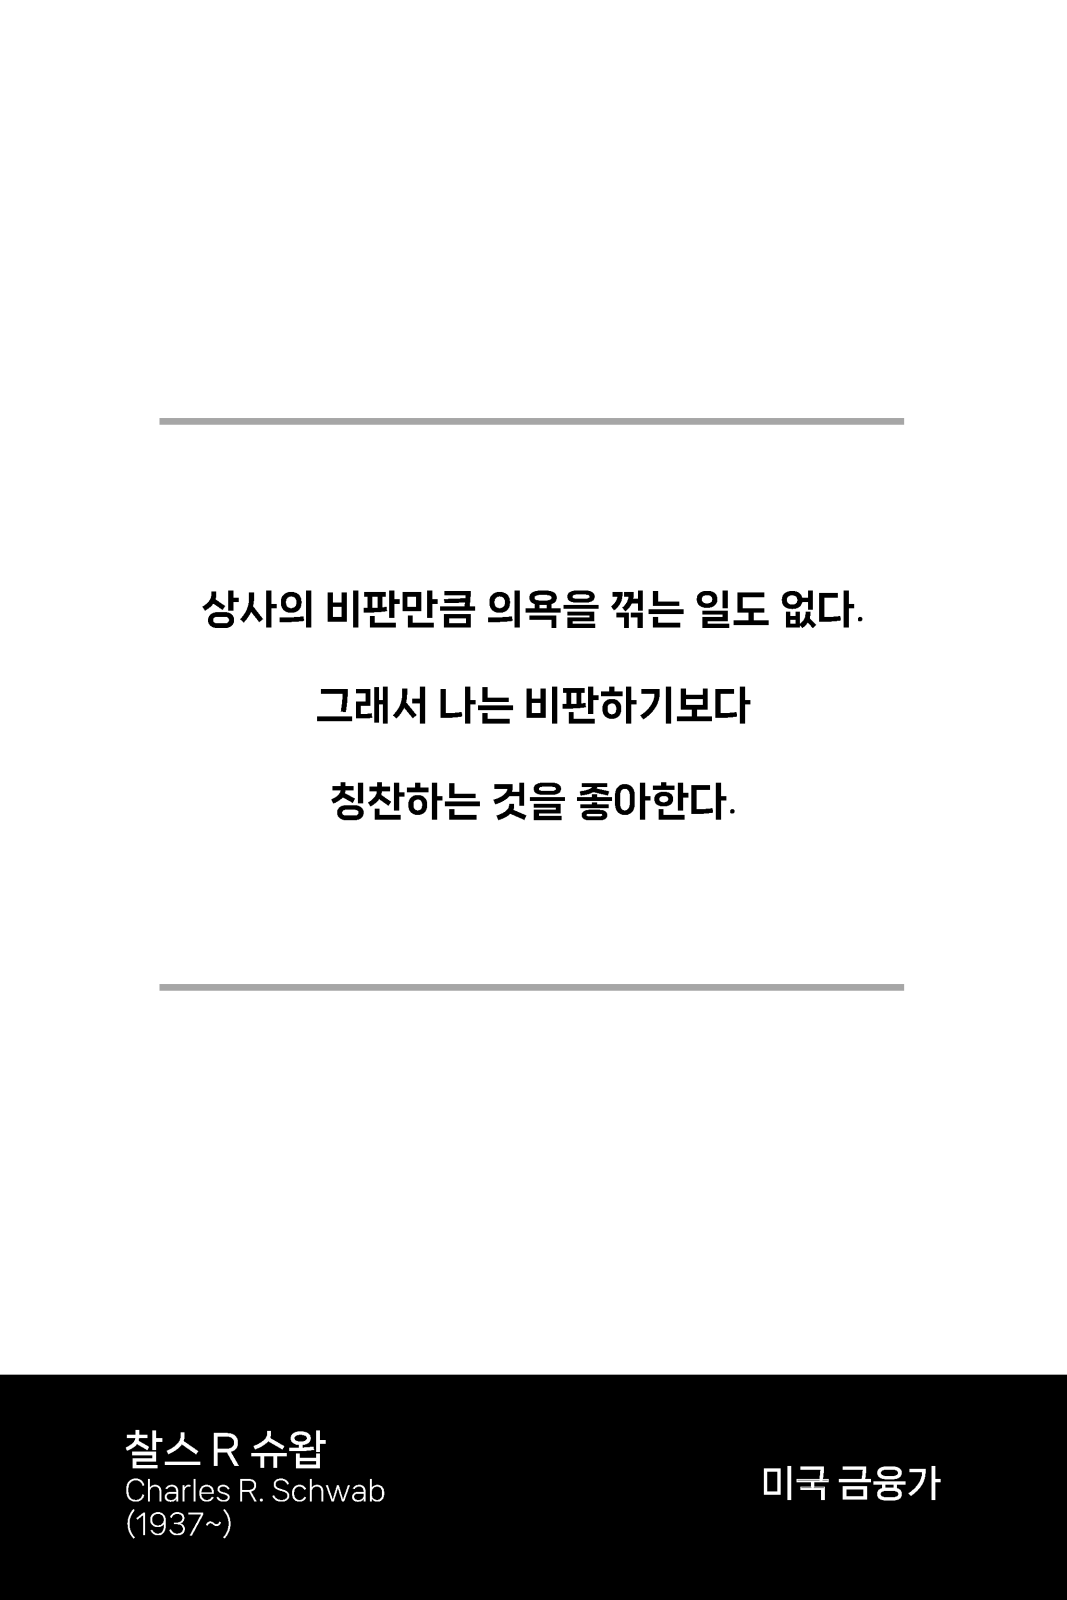 상사의 비판만큼 의욕을 꺾는 일도 없다.
그래서 나는 비판하기보다
칭찬하는 것을 좋아한다.
찰스 R 슈왑
Charles R. Schwab
(1937~)
미국 금융가